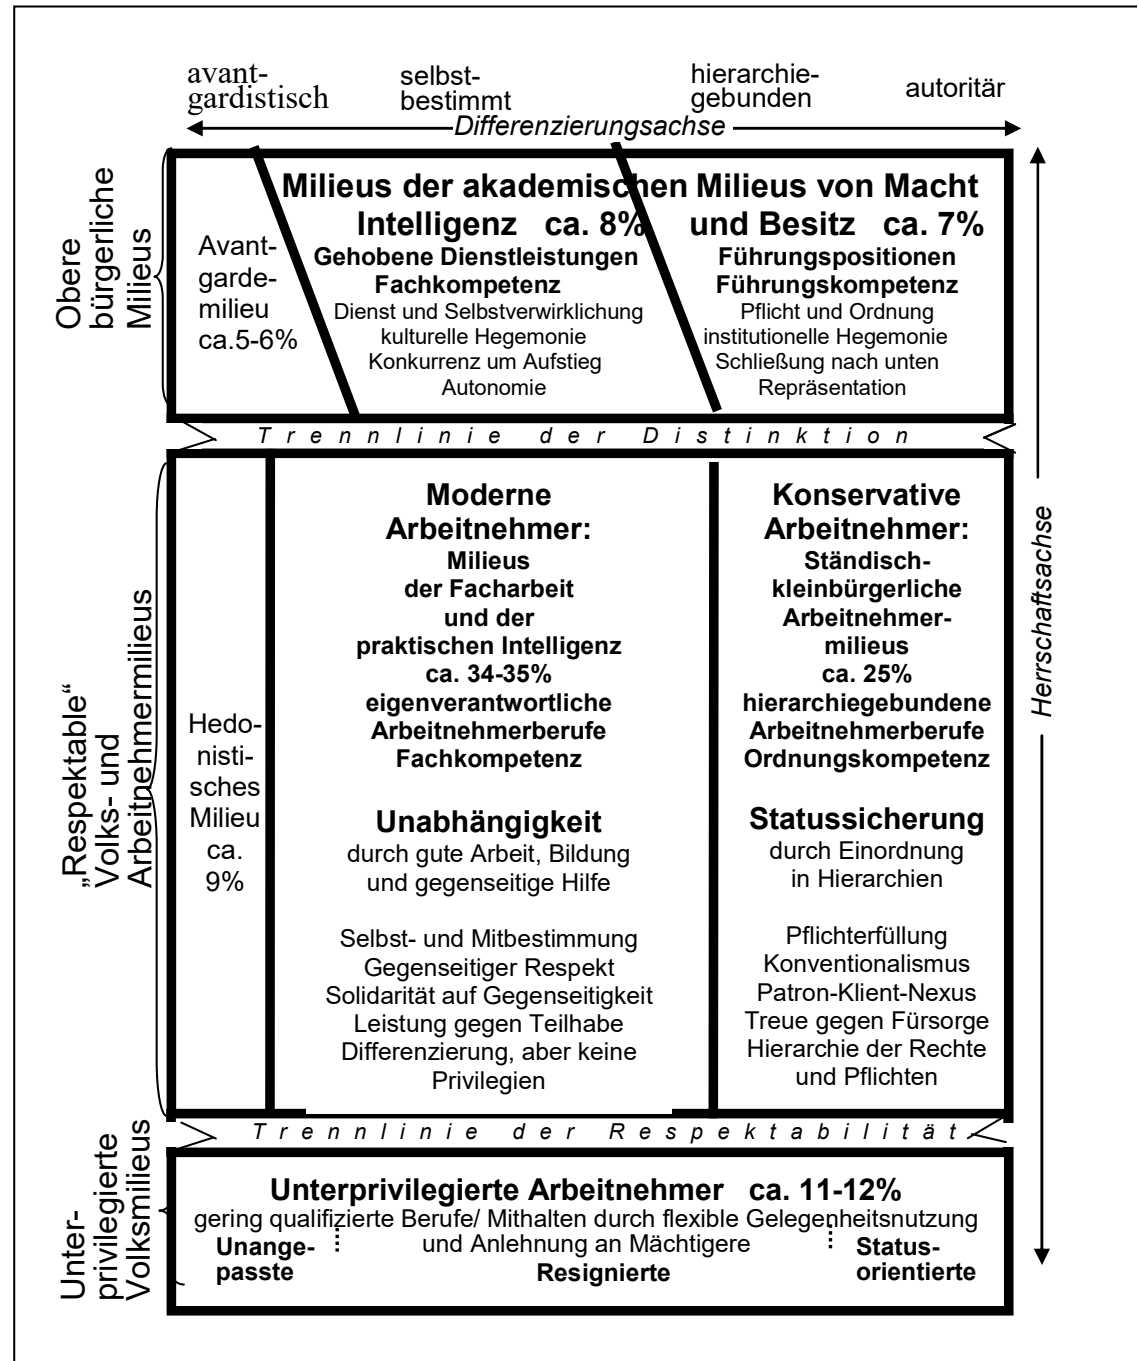 avant-
gardistisch
selbst-
bestimmt
hierarchie-
gebunden
autoritär
Differenzierungsachse
Obere
bürgerliche
Milieus
Avant-
garde-
milieu
ca.5-6%
Milieus der akademischen
Intelligenz ca. 8%
Gehobene Dienstleistungen
Fachkompetenz
Dienst und Selbstverwirklichung
kulturelle Hegemonie
Konkurrenz um Aufstieg
Autonomie
Milieus von Macht
und Besitz ca. 7%
Führungspositionen
Führungskompetenz
Pflicht und Ordnung
institutionelle Hegemonie
Schließung nach unten
Repräsentation
Trennlinie der Distinktion
Herrschaftsachse
„Respektable“
Volks- und
Arbeitnehmermilieus
Hedo-
nisti-
sches
Milieu
ca.
9%
Moderne
Arbeitnehmer:
Milieus
der Facharbeit
und der
praktischen Intelligenz
ca. 34-35%
eigenverantwortliche
Arbeitnehmerberufe
Fachkompetenz
Unabhängigkeit
durch gute Arbeit, Bildung
und gegenseitige Hilfe
Selbst- und Mitbestimmung
Gegenseitiger Respekt
Solidarität auf Gegenseitigkeit
Leistung gegen Teilhabe
Differenzierung, aber keine
Privilegien
Konservative
Arbeitnehmer:
Ständisch-
kleinbürgerliche
Arbeitnehmer-
milieus
ca. 25%
hierarchiegebundene
Arbeitnehmerberufe
Ordnungskompetenz
Statussicherung
durch Einordnung
in Hierarchien
Pflichterfüllung
Konventionalismus
Patron-Klient-Nexus
Treue gegen Fürsorge
Hierarchie der Rechte
und Pflichten
Trennlinie der Respektabilität
Unter-
privilegierte
Volksmilieus
Unterprivilegierte Arbeitnehmer ca. 11-12%
gering qualifizierte Berufe/ Mithalten durch flexible Gelegenheitsnutzung
und Anlehnung an Mächtigere
Unange-
passte
Resignierte
Status-
orientierte